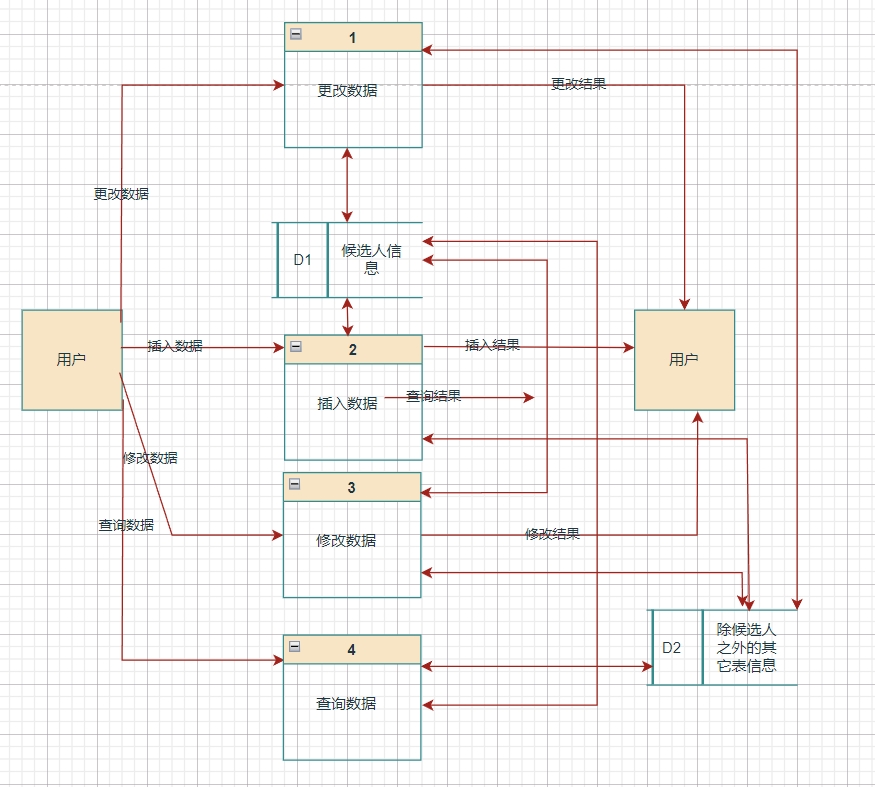 1
更改数据
更改结果
更改数据
D1
候选人信
息
用户
插入数据
2
插入数据
插入结果
查询结果
用户
修改数据
3
修改数据
修改结果
查询数据
4
查询数据
D2
除候选人
之外的其
它表信息